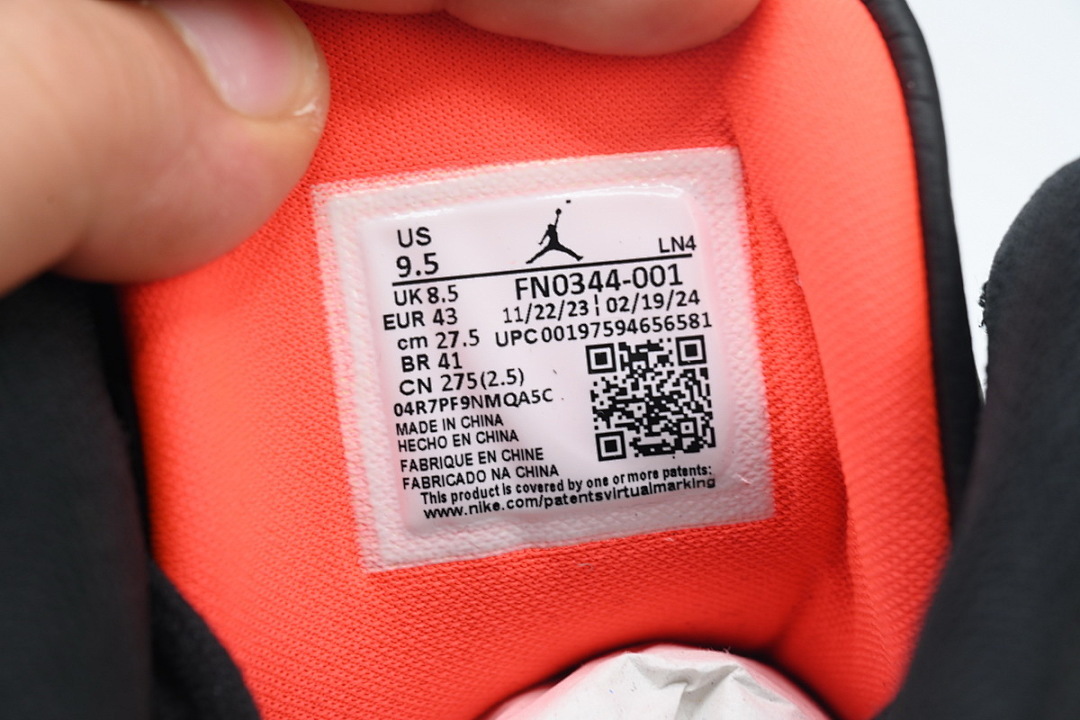 US
9.5
LN4
UK 8.5
FN0344-001
EUR 43
11/22/23 ¦ 02/19/24
cm 27.5
UPC 00197594656581
BR 41
CN 275(2.5)
04R7PF9NMQA5C
MADE IN CHINA
HECHO EN CHINA
FABRIQUE EN CHINE
FABRICADO NA CHINA
This product is covered by one or more patents:
www.nike.com/patentsvirtualmarking